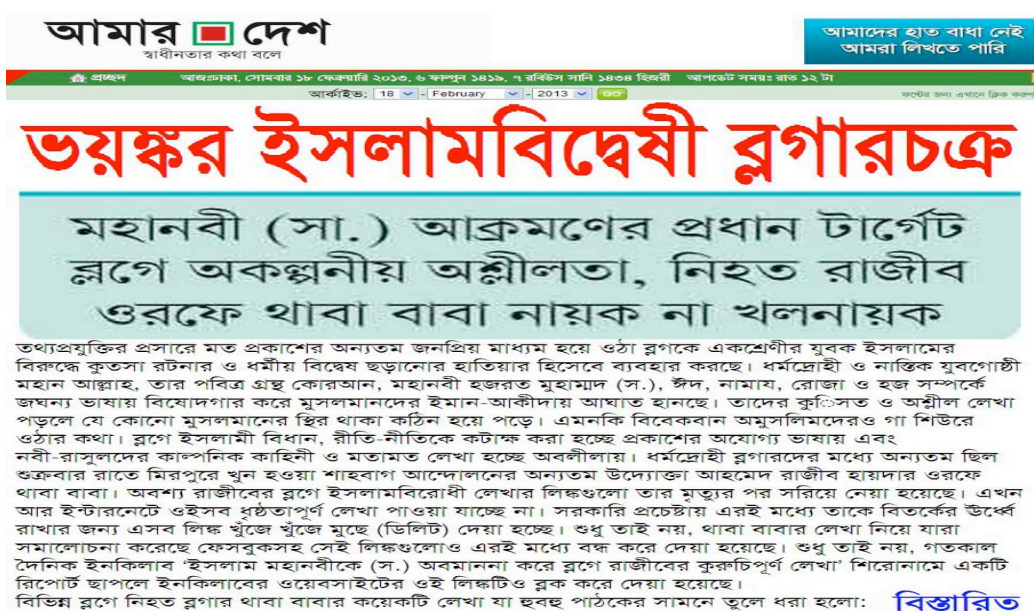 আমার দেশ
স্বাধীনতার কথা বলে
আমাদের হাত বাধা নেই
আমরা লিখতে পারি
প্রচ্ছদ আজঃঢাকা, সোমবার ১৮ ফেব্রুয়ারি ২০১৩, ৬ ফাল্গুন ১৪১৯, ৭ রবিউস সানি ১৪৩৪ হিজরী আপডেট সময়ঃ রাত ১২ টা
আর্কাইভ: 18 - February - 2013 GO
ফন্টের জন্য এখানে ক্লিক করুন
ভয়ঙ্কর ইসলামবিদ্বেষী ব্লগারচক্র
মহানবী (সা.) আক্রমণের প্রধান টার্গেট
ব্লগে অকল্পনীয় অশ্লীলতা, নিহত রাজীব
ওরফে থাবা বাবা নায়ক না খলনায়ক
তথ্যপ্রযুক্তির প্রসারে মত প্রকাশের অন্যতম জনপ্রিয় মাধ্যম হয়ে ওঠা ব্লগকে একশ্রেণীর যুবক ইসলামের
বিরুদ্ধে কুতসা রটনার ও ধর্মীয় বিদ্বেষ ছড়ানোর হাতিয়ার হিসেবে ব্যবহার করছে। ধর্মদ্রোহী ও নাস্তিক যুবগোষ্ঠী
মহান আল্লাহ, তার পবিত্র গ্রন্থ কোরআন, মহানবী হজরত মুহাম্মদ (স.), ঈদ, নামায, রোজা ও হজ সম্পর্কে
জঘন্য ভাষায় বিষোদগার করে মুসলমানদের ঈমান-আকীদায় আঘাত হানছে। তাদের কুিসত ও অশ্লীল লেখা
পড়লে যে কোনো মুসলমানের স্থির থাকা কঠিন হয়ে পড়ে। এমনকি বিবেকবান অমুসলিমদেরও গা শিউরে
ওঠার কথা। ব্লগে ইসলামী বিধান, রীতি-নীতিকে কটাক্ষ করা হচ্ছে প্রকাশের অযোগ্য ভাষায় এবং
নবী-রাসুলদের কাল্পনিক কাহিনী ও মতামত লেখা হচ্ছে অবলীলায়। ধর্মদ্রোহী ব্লগারদের মধ্যে অন্যতম ছিল
শুক্রবার রাতে মিরপুরে খুন হওয়া শাহবাগ আন্দোলনের অন্যতম উদ্যোক্তা আহমেদ রাজীব হায়দার ওরফে
থাবা বাবা। অবশ্য রাজীবের ব্লগে ইসলামবিরোধী লেখার লিঙ্কগুলো তার মৃত্যুর পর সরিয়ে নেয়া হয়েছে। এখন
আর ইন্টারনেটে ওইসব ধৃষ্ঠতাপূর্ণ লেখা পাওয়া যাচ্ছে না। সরকারি প্রচেষ্টায় এরই মধ্যে তাকে বিতর্কের উর্ধ্বে
রাখার জন্য এসব লিঙ্ক খুঁজে খুঁজে মুছে (ডিলিট) দেয়া হচ্ছে। শুধু তাই নয়, থাবা বাবার লেখা নিয়ে যারা
সমালোচনা করেছে ফেসবুকসহ সেই লিঙ্কগুলোও এরই মধ্যে বন্ধ করে দেয়া হয়েছে। শুধু তাই নয়, গতকাল
দৈনিক ইনকিলাব ‘ইসলাম মহানবীকে (স.) অবমাননা করে ব্লগে রাজীবের কুরুচিপূর্ণ লেখা’ শিরোনামে একটি
রিপোর্ট ছাপলে ইনকিলাবের ওয়েবসাইটের ওই লিঙ্কটিও ব্লক করে দেয়া হয়েছে।
বিভিন্ন ব্লগে নিহত ব্লগার থাবা বাবার কয়েকটি লেখা যা হুবহু পাঠকের সামনে তুলে ধরা হলো: বিস্তারিত